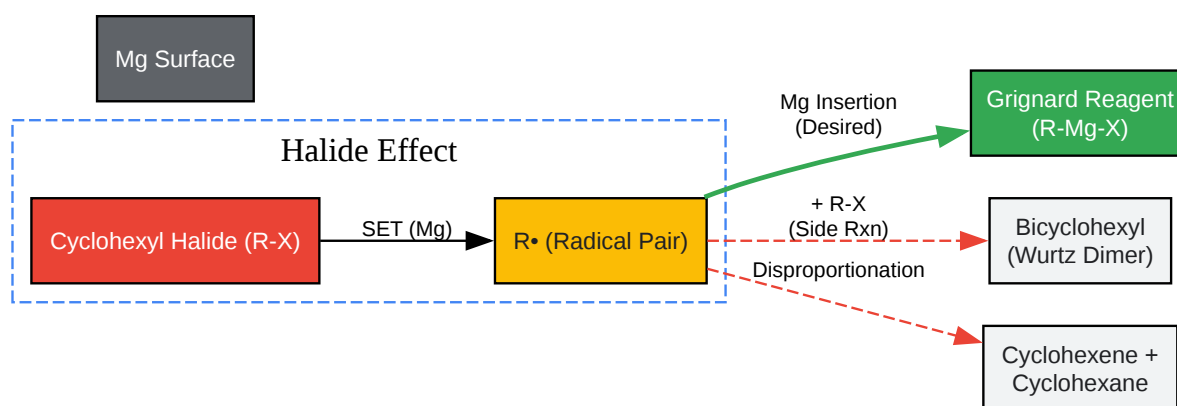 Mg Surface
Halide Effect
Cyclohexyl Halide (R-X)
SET (Mg)
R• (Radical Pair)
Mg Insertion
(Desired)
Grignard Reagent
(R-Mg-X)
+ R-X
(Side Rxn)
Bicyclohexyl
(Wurtz Dimer)
Disproportionation
Cyclohexene +
Cyclohexane